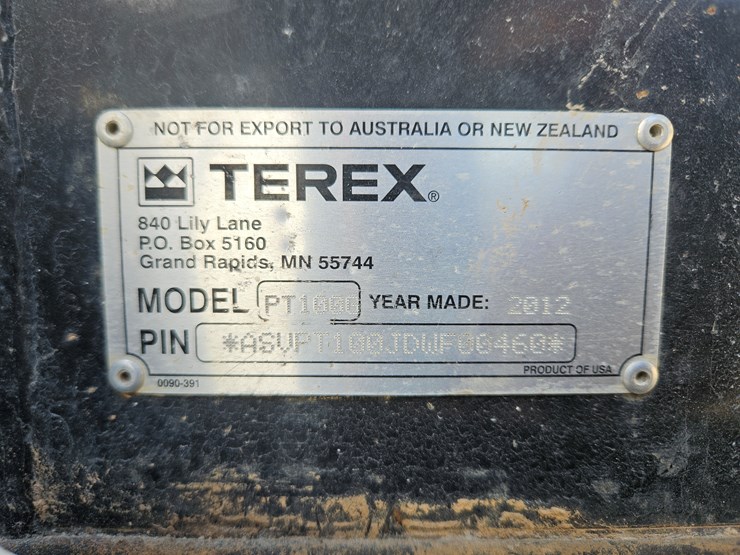 NOT FOR EXPORT TO AUSTRALIA OR NEW ZEALAND
TEREX®
840 Lily Lane
P.O. Box 5160
Grand Rapids, MN 55744
MODEL YEAR MADE: 2012
PIN *ASVPT100JDWF00460*
PRODUCT OF USA
0090-391